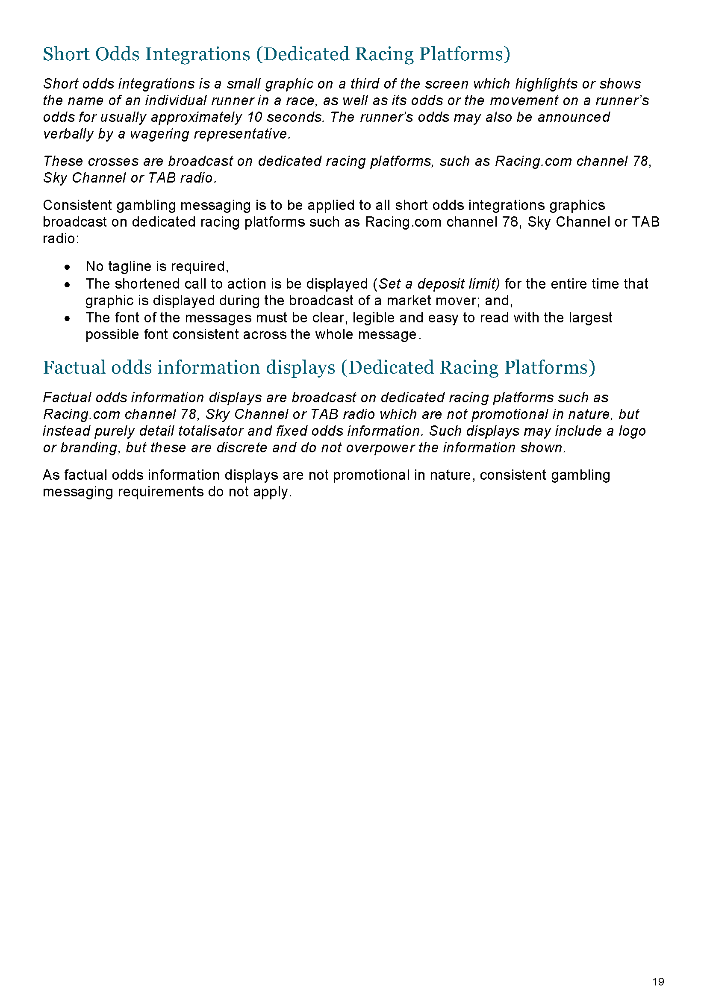 Short Odds Integrations (Dedicated Racing Platforms)
Short odds integrations is a small graphic on a third of the screen which highlights or shows
the name of an individual runner in a race, as well as its odds or the movement on a runner’s
odds for usually approximately 10 seconds. The runner’s odds may also be announced
verbally by a wagering representative.
These crosses are broadcast on dedicated racing platforms, such as Racing.com channel 78,
Sky Channel or TAB radio.
Consistent gambling messaging is to be applied to all short odds integrations graphics
broadcast on dedicated racing platforms such as Racing.com channel 78, Sky Channel or TAB
radio:
• No tagline is required,
• The shortened call to action is be displayed (Set a deposit limit) for the entire time that
graphic is displayed during the broadcast of a market mover; and,
• The font of the messages must be clear, legible and easy to read with the largest
possible font consistent across the whole message.
Factual odds information displays (Dedicated Racing Platforms)
Factual odds information displays are broadcast on dedicated racing platforms such as
Racing.com channel 78, Sky Channel or TAB radio which are not promotional in nature, but
instead purely detail totalisator and fixed odds information. Such displays may include a logo
or branding, but these are discrete and do not overpower the information shown.
As factual odds information displays are not promotional in nature, consistent gambling
messaging requirements do not apply.
19